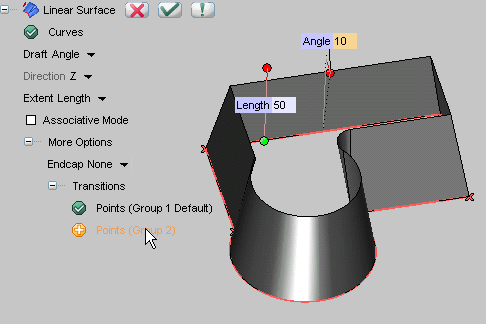 Linear Surface
Curves
Draft Angle
Direction Z
Extent Length
Associative Mode
More Options
Endcap None
Transitions
Points (Group 1 Default)
Points (Group 2)
Angle 10
Length 50